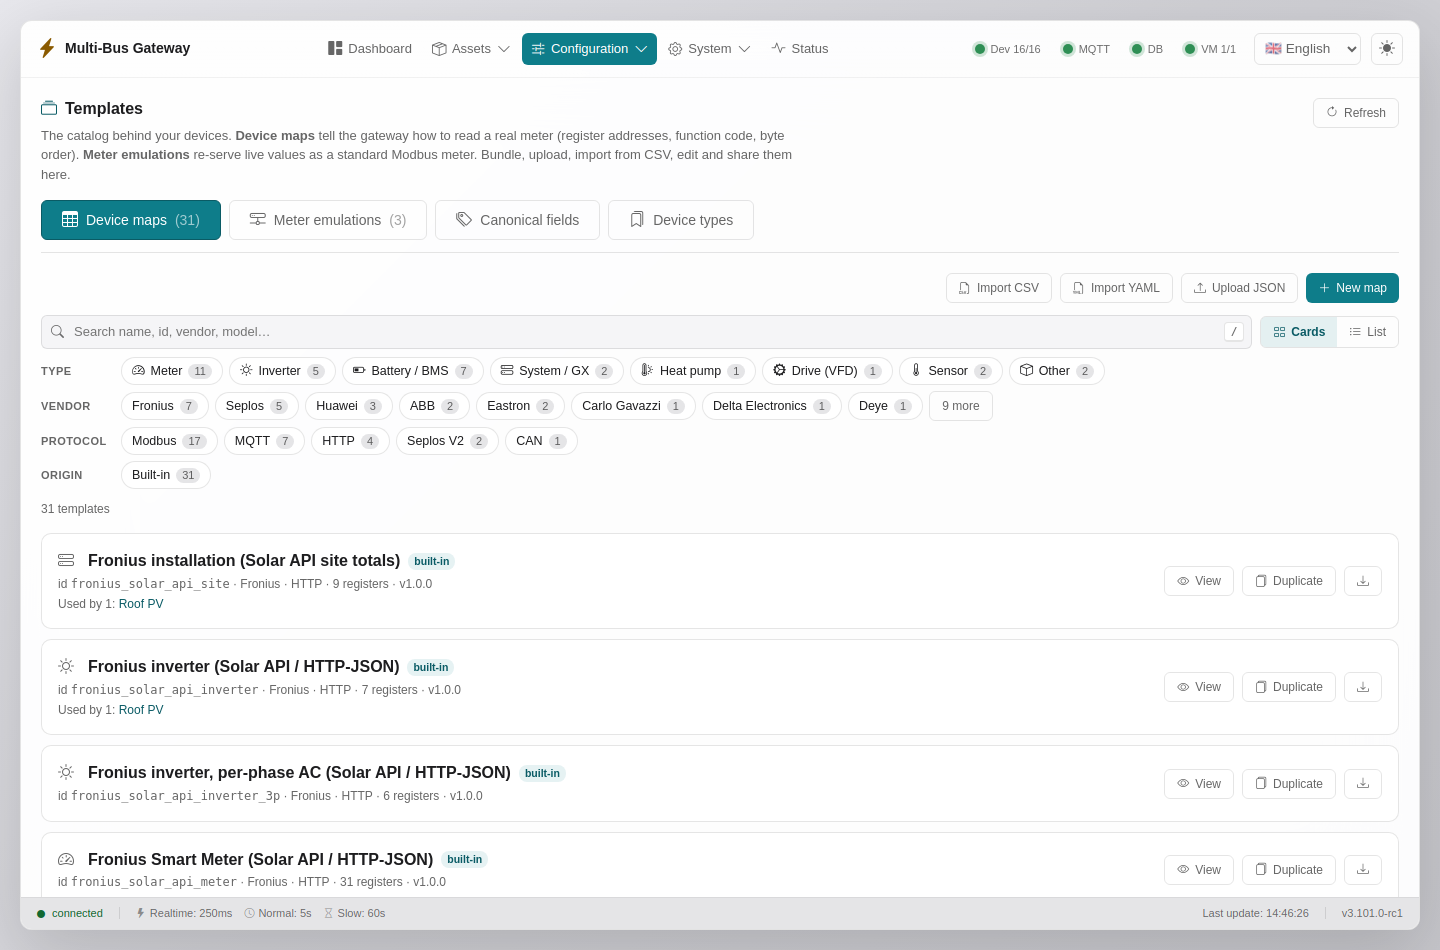 Multi-Bus Gateway
Dashboard
Assets
Configuration
System
Status
Dev 16/16
MQTT
DB
VM 1/1
English
Templates
Refresh
The catalog behind your devices. Device maps tell the gateway how to read a real meter (register addresses, function code, byte
order). Meter emulations re-serve live values as a standard Modbus meter. Bundle, upload, import from CSV, edit and share them
here.
Device maps (31)
Meter emulations (3)
Canonical fields
Device types
Import CSV
Import YAML
Upload JSON
New map
Search name, id, vendor, model…
/
Cards
List
TYPE
Meter 11
Inverter 5
Battery / BMS 7
System / GX 2
Heat pump 1
Drive (VFD) 1
Sensor 2
Other 2
VENDOR
Fronius 7
Seplos 5
Huawei 3
ABB 2
Eastron 2
Carlo Gavazzi 1
Delta Electronics 1
Deye 1
9 more
PROTOCOL
Modbus 17
MQTT 7
HTTP 4
Seplos V2 2
CAN 1
ORIGIN
Built-in 31
31 templates
Fronius installation (Solar API site totals) built-in
id fronius_solar_api_site · Fronius · HTTP · 9 registers · v1.0.0
Used by 1: Roof PV
View
Duplicate
Fronius inverter (Solar API / HTTP-JSON) built-in
id fronius_solar_api_inverter · Fronius · HTTP · 7 registers · v1.0.0
Used by 1: Roof PV
View
Duplicate
Fronius inverter, per-phase AC (Solar API / HTTP-JSON) built-in
id fronius_solar_api_inverter_3p · Fronius · HTTP · 6 registers · v1.0.0
View
Duplicate
Fronius Smart Meter (Solar API / HTTP-JSON) built-in
id fronius_solar_api_meter · Fronius · HTTP · 31 registers · v1.0.0
View
Duplicate
connected
Realtime: 250ms
Normal: 5s
Slow: 60s
Last update: 14:46:26
v3.101.0-rc1